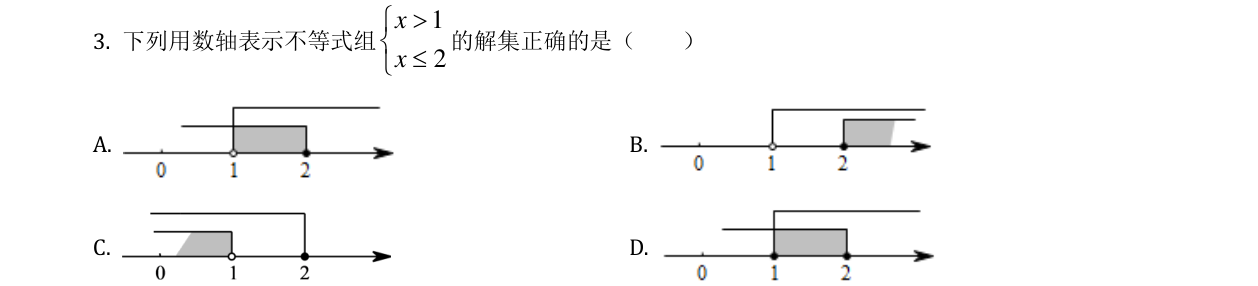 3. 下列用数轴表示不等式组{x > 1
x ≤ 2 的解集正确的是（　　）
A. 0 1 2
B. 0 1 2
C. 0 1 2
D. 0 1 2